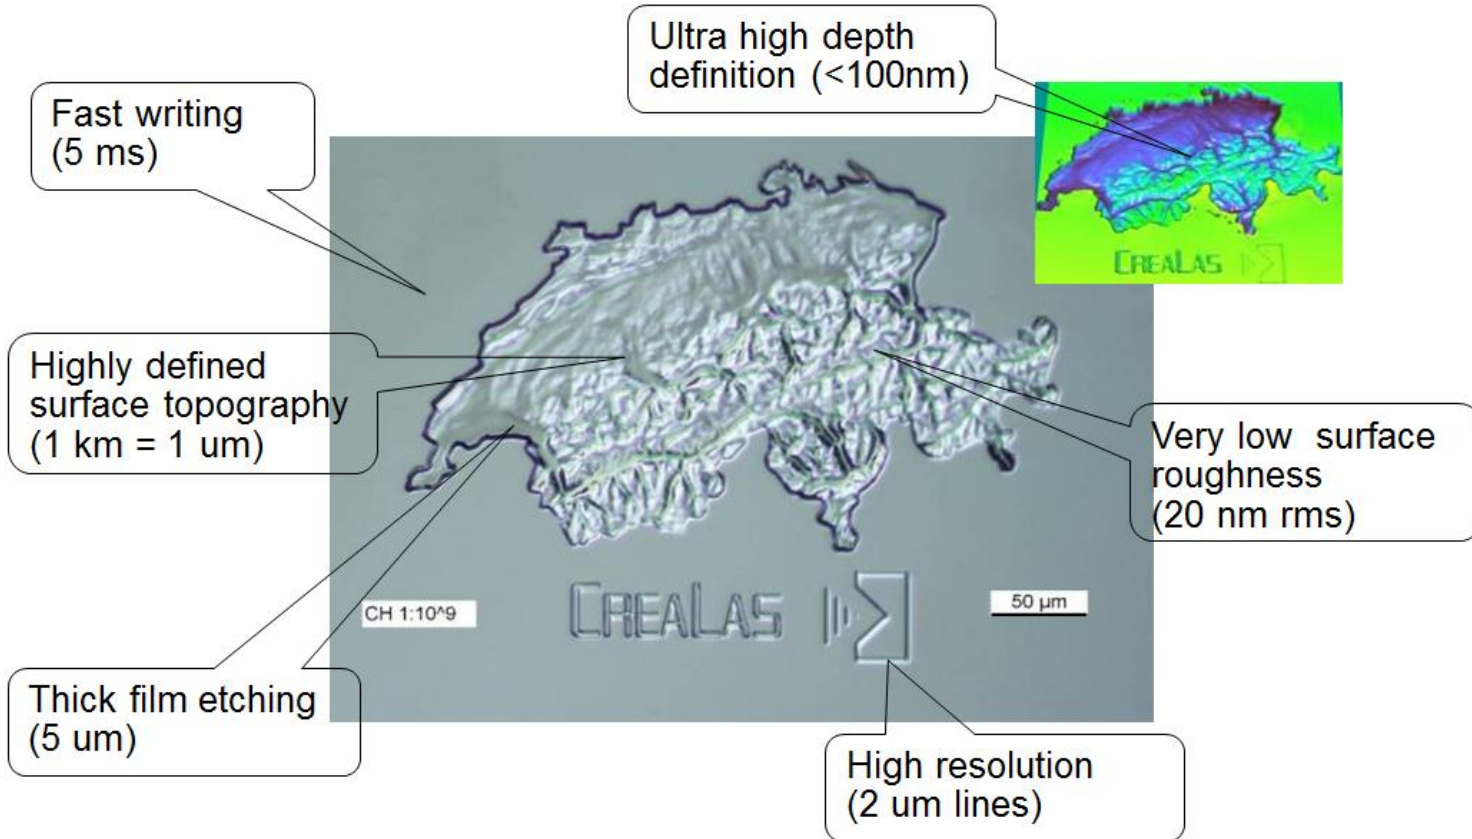 Ultra high depth
definition (<100nm)
Fast writing
(5 ms)
CREALAS
Highly defined
surface topography
(1 km = 1 um)
Very low surface
roughness
(20 nm rms)
CH 1:10^9
CREALAS
50 µm
Thick film etching
(5 um)
High resolution
(2 um lines)